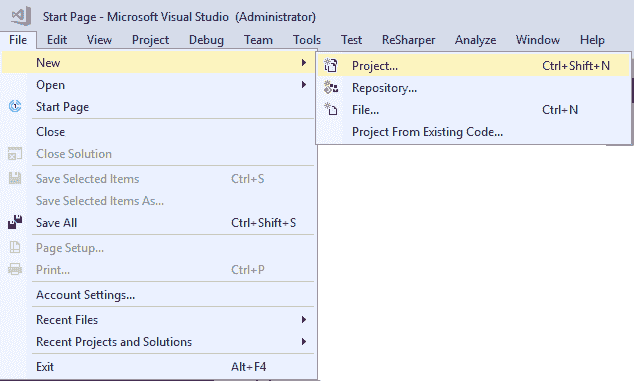 Start Page - Microsoft Visual Studio (Administrator)
File Edit View Project Debug Team Tools Test ReSharper Analyze Window Help
New
Project... Ctrl+Shift+N
Open
Repository...
Start Page
File... Ctrl+N
Close
Project From Existing Code...
Close Solution
Save Selected Items Ctrl+S
Save Selected Items As...
Save All Ctrl+Shift+S
Page Setup...
Print... Ctrl+P
Account Settings...
Recent Files
Recent Projects and Solutions
Exit Alt+F4